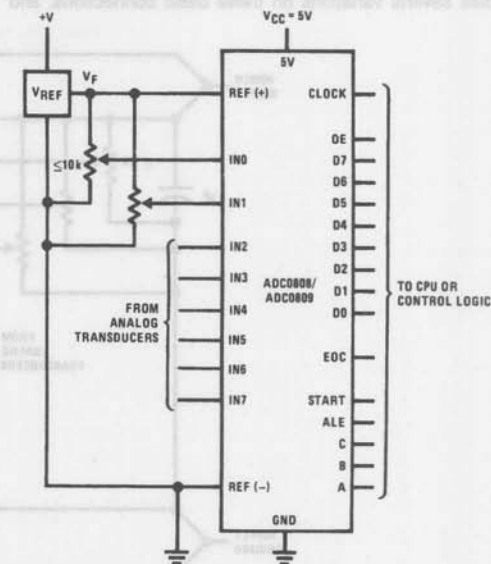 VCC = 5V
+V
5V
VREF
VF
REF (+)
CLOCK
≤10k
IN0
OE
D7
IN1
D6
D5
IN2
D4
IN3
D3
FROM
ANALOG
TRANSDUCERS
ADC0808/
ADC0809
D2
D1
D0
TO CPU OR
CONTROL LOGIC
IN4
IN5
EOC
IN6
IN7
START
ALE
C
B
REF (−)
A
GND